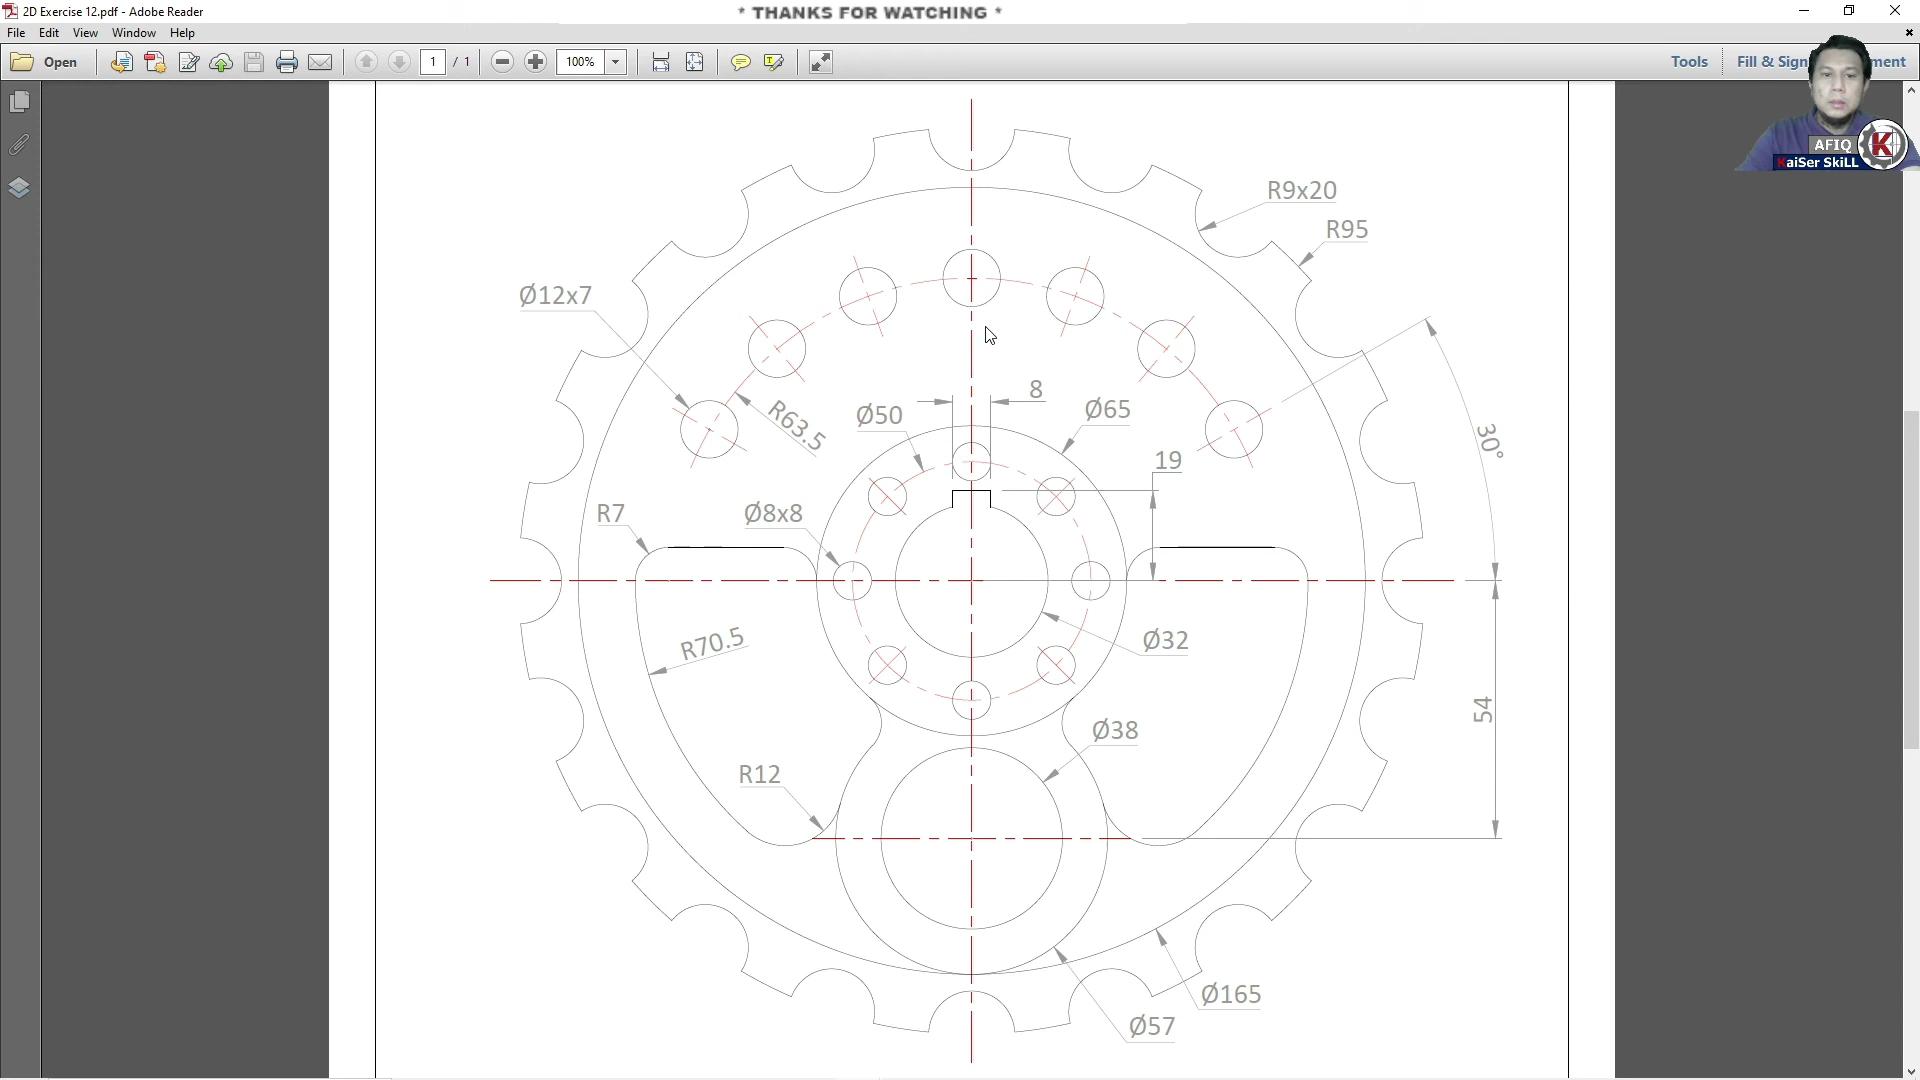 2D Exercise 12.pdf - Adobe Reader
* THANKS FOR WATCHING *
File Edit View Window Help
Open
1 / 1
100%
Tools
Fill & Sign
ment
AFIQ
KaiSer SkiLL
K
R9x20
R95
Ø12x7
R63.5
Ø50
8
Ø65
30°
19
R7
Ø8x8
R70.5
Ø32
54
Ø38
R12
Ø165
Ø57